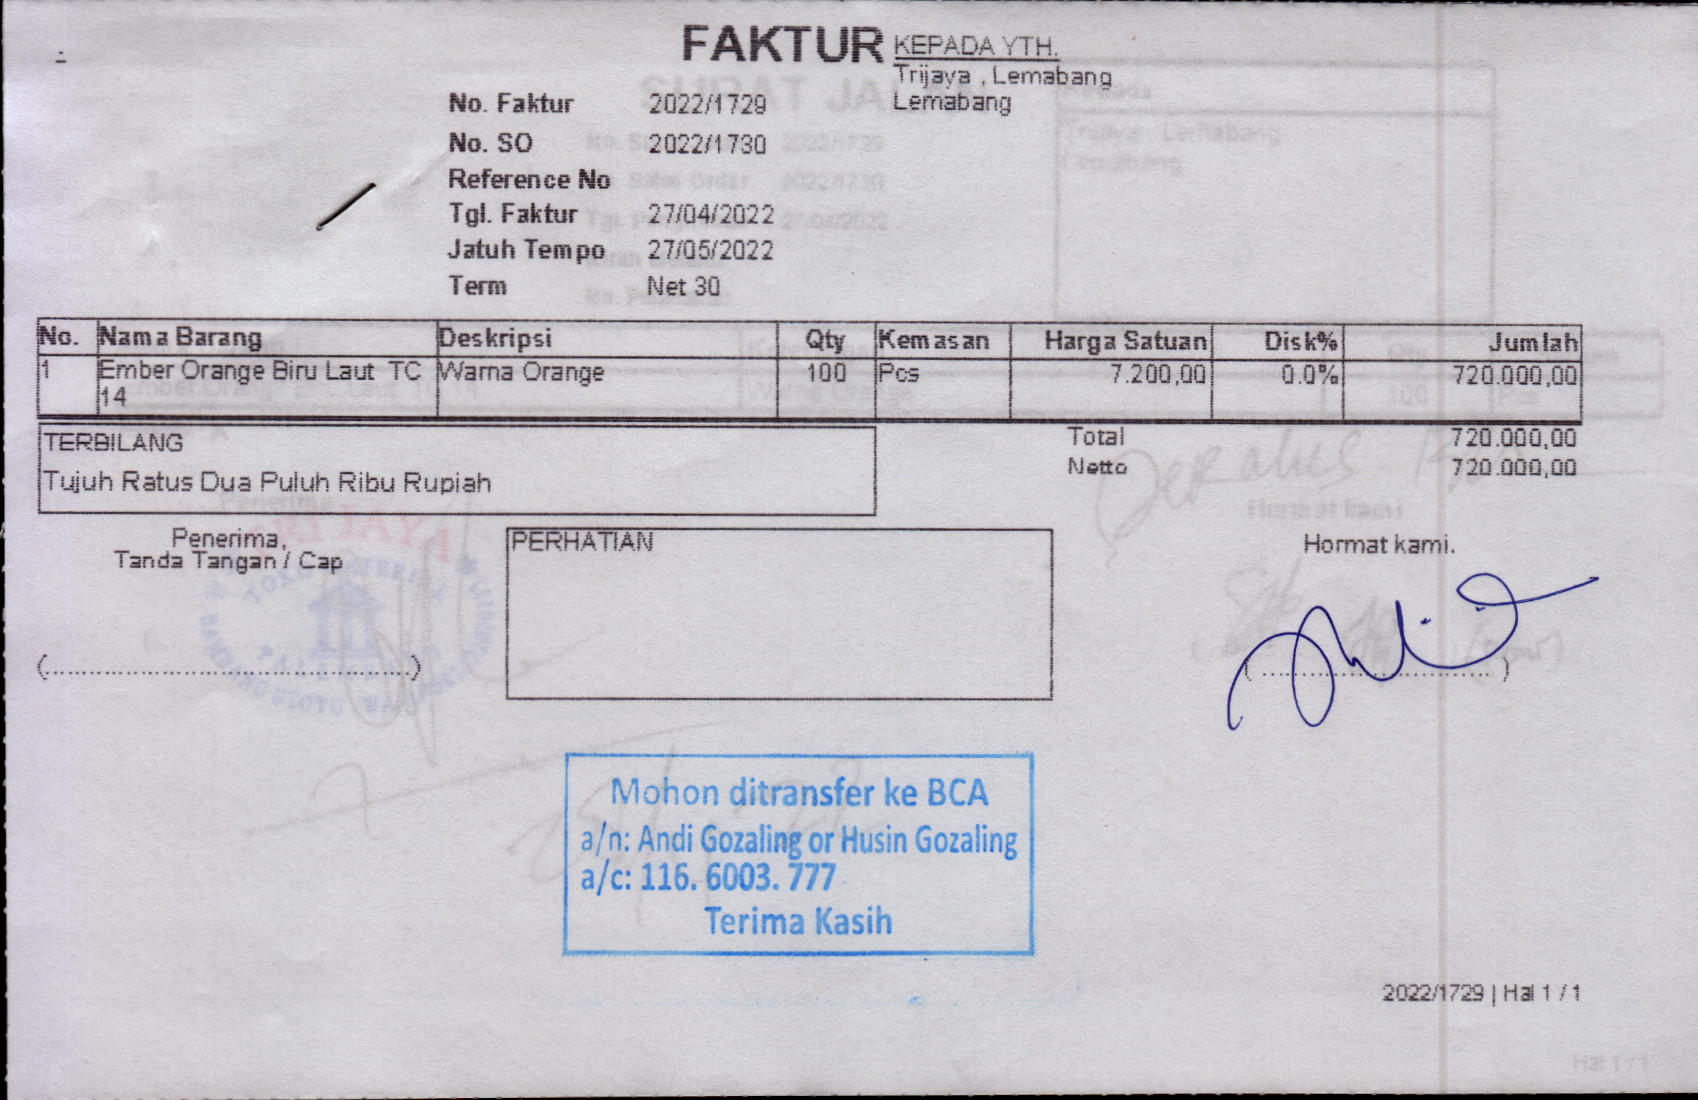 FAKTUR
KEPADA YTH.
Trijaya , Lemabang
Lemabang
No. Faktur 2022/1729
No. SO 2022/1730
Reference No
Tgl. Faktur 27/04/2022
Jatuh Tempo 27/05/2022
Term Net 30
No. Nama Barang Deskripsi Qty Kemasan Harga Satuan Disk% Jumlah
1 Ember Orange Biru Laut TC Warna Orange 100 Pcs 7.200,00 0.0% 720.000,00
14
Total 720.000,00
TERBILANG
Netto 720.000,00
Tujuh Ratus Dua Puluh Ribu Rupiah
Penerima,
Tanda Tangan / Cap
PERHATIAN
Hormat kami.
(........................................................)
(...................................)
Mohon ditransfer ke BCA
a/n: Andi Gozaling or Husin Gozaling
a/c: 116. 6003. 777
Terima Kasih
2022/1729 | Hal 1 / 1